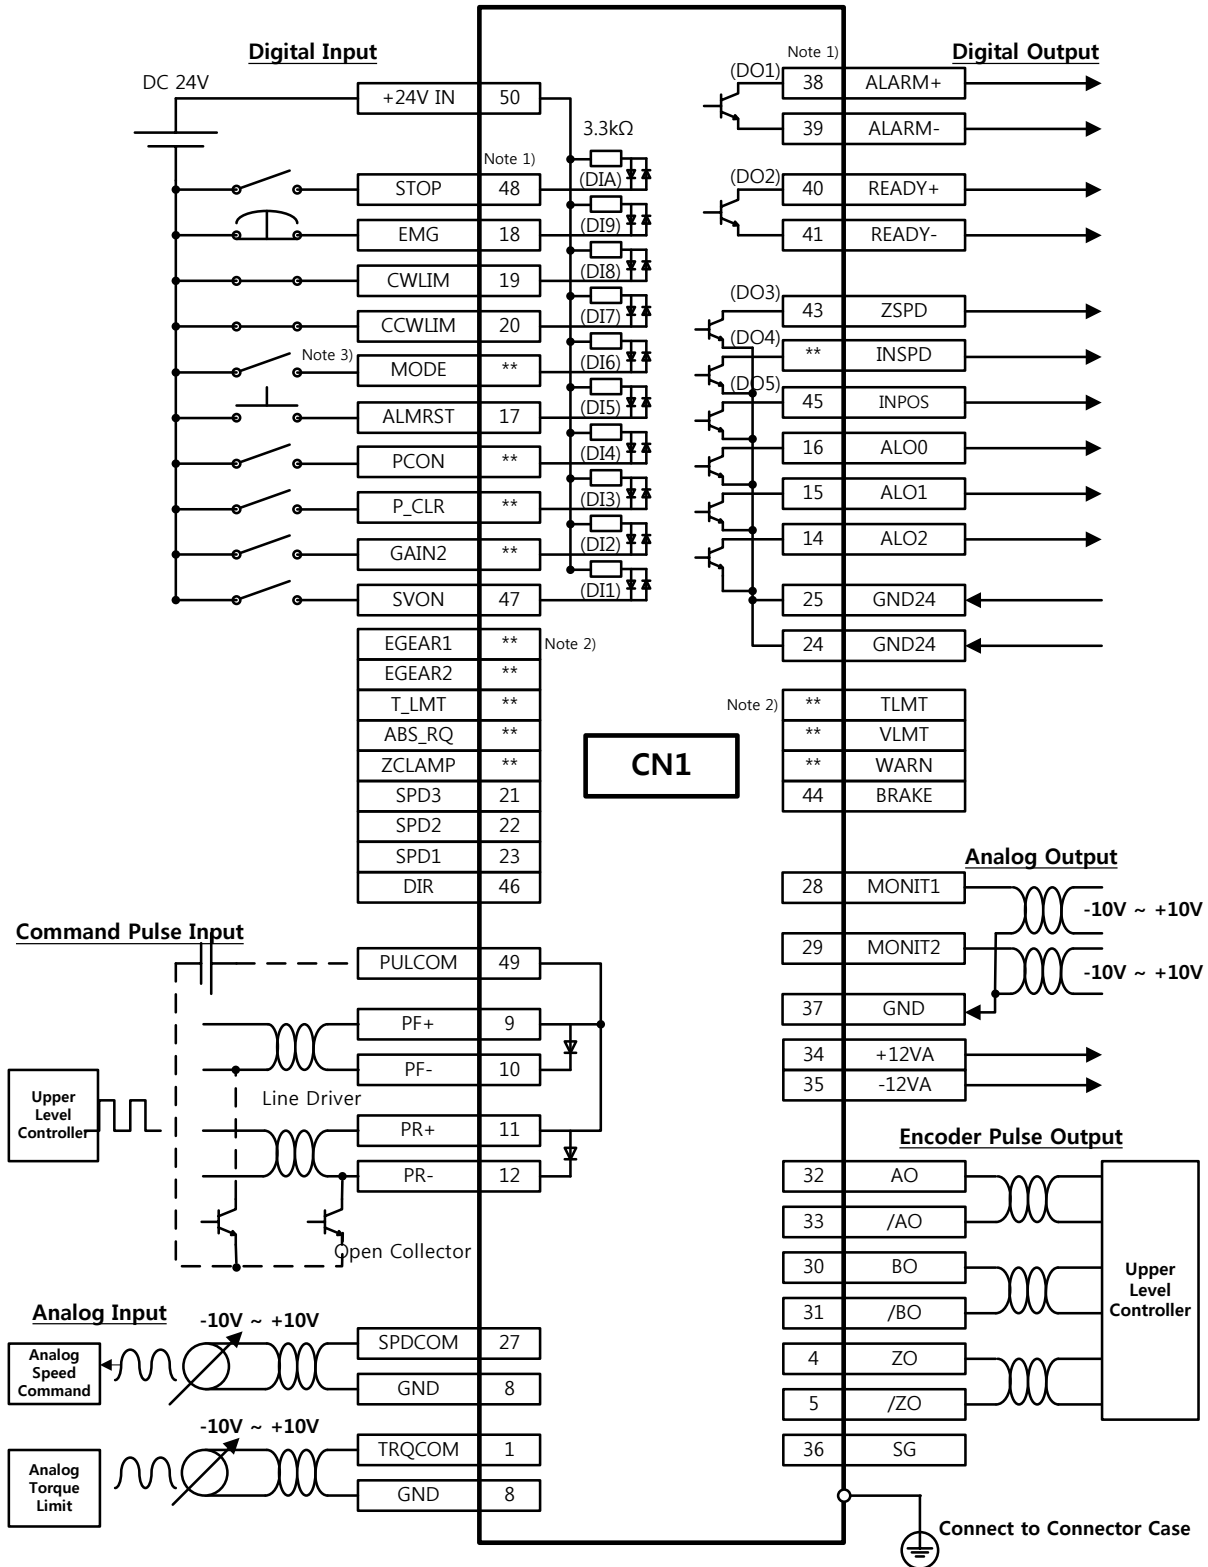 Digital Input
DC 24V
+24V IN 50
3.3kΩ
Note 1)
STOP 48 (DIA)
EMG 18 (DI9)
CWLIM 19 (DI8)
CCWLIM 20 (DI7)
Note 3) MODE ** (DI6)
ALMRST 17 (DI5)
PCON ** (DI4)
P_CLR ** (DI3)
GAIN2 ** (DI2)
SVON 47 (DI1)
EGEAR1 ** Note 2)
EGEAR2 **
T_LMT **
ABS_RQ **
ZCLAMP **
SPD3 21
SPD2 22
SPD1 23
DIR 46
CN1
Note 1)
Digital Output
(DO1) 38 ALARM+
39 ALARM-
(DO2) 40 READY+
41 READY-
(DO3) 43 ZSPD
(DO4) ** INSPD
(DO5) 45 INPOS
16 ALO0
15 ALO1
14 ALO2
25 GND24
24 GND24
Note 2) ** TLMT
** VLMT
** WARN
44 BRAKE
Command Pulse Input
PULCOM 49
PF+ 9
PF- 10
Upper
Level
Controller
Line Driver
PR+ 11
PR- 12
Open Collector
Analog Input
-10V ~ +10V
Analog
Speed
Command
SPDCOM 27
GND 8
-10V ~ +10V
Analog
Torque
Limit
TRQCOM 1
GND 8
Analog Output
28 MONIT1
-10V ~ +10V
29 MONIT2
-10V ~ +10V
37 GND
34 +12VA
35 -12VA
Encoder Pulse Output
32 AO
33 /AO
30 BO
31 /BO
4 ZO
5 /ZO
36 SG
Upper
Level
Controller
Connect to Connector Case